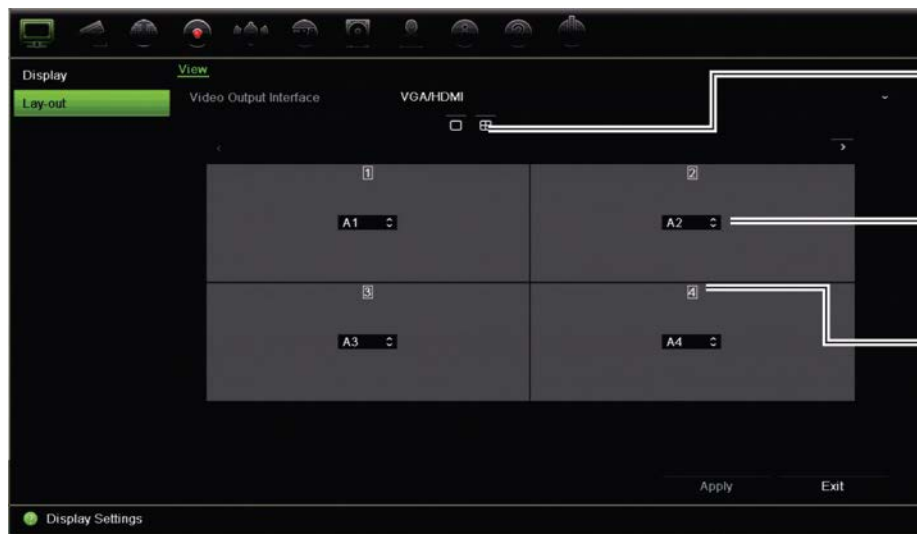 View
Display
Video Output Interface VGA/HDMI
Lay-out
1 2
A1 A2
3 4
A3 A4
Apply Exit
Display Settings